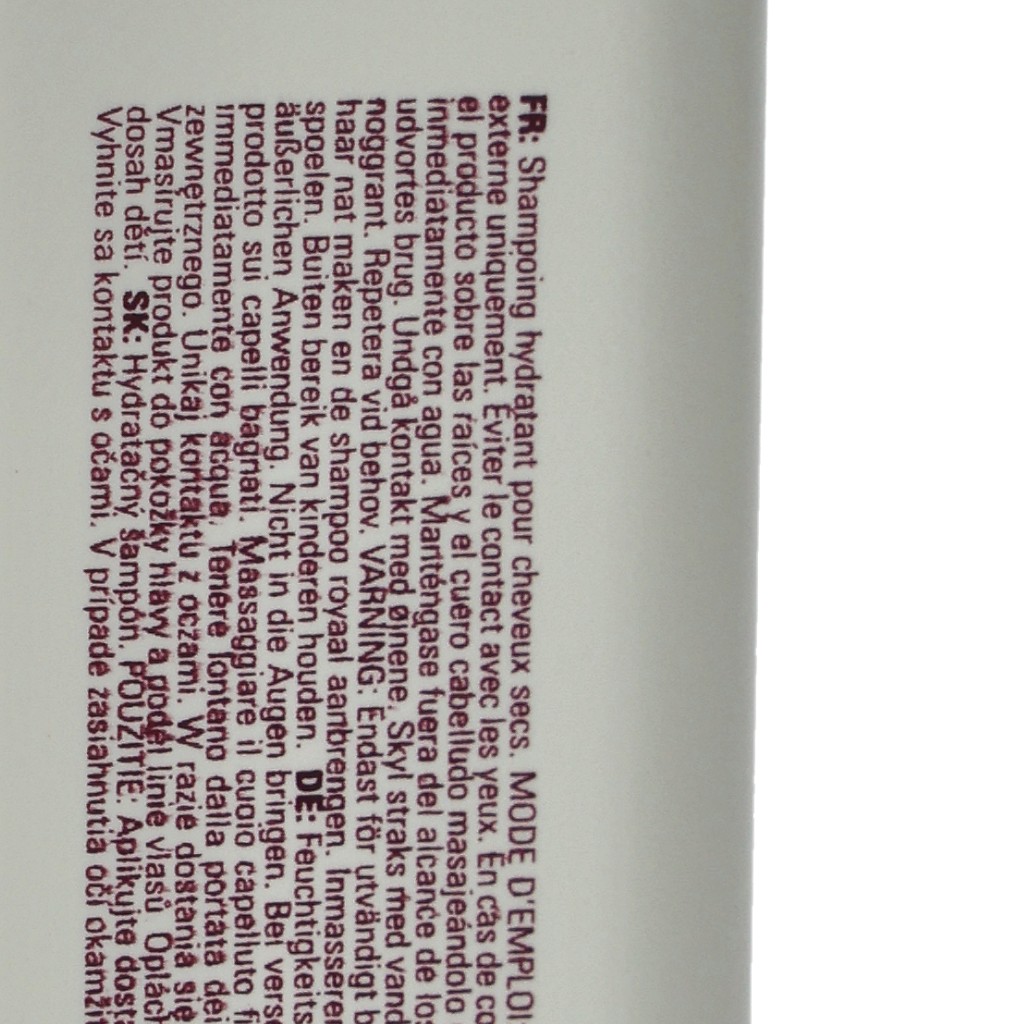 FR: Shampoing hydratant pour cheveux secs. MODE D'EMPLOI:
externe uniquement. Éviter le contact avec les yeux. En cas de co
el producto sobre las raíces y el cuero cabelludo masajeándolo
inmediatamente con agua. Manténgase fuera del alcance de los
udvortes brug. Undgå kontakt med øjnene. Skyl straks med vand
noggrant. Repetera vid behov. VARNING: Endast för utvändigt b
haar nat maken en de shampoo royaal aanbrengen. Inmasseren
spoelen. Buiten bereik van kinderen houden. DE: Feuchtigkeits
äußerlichen Anwendung. Nicht in die Augen bringen. Bei verse
prodotto sui capelli bagnati. Massaggiare il cuoio capelluto fi
immediatamente con acqua. Tenere lontano dalla portata dei
zewnętrznego. Unikaj kontaktu z oczami. W razie dostania się
Vmasírujte produkt do pokožky hlavy a podél linie vlasů. Oplách
dosah dětí. SK: Hydratačný šampón. POUŽITIE: Aplikujte dosta
Vyhnite sa kontaktu s očami. V prípade zasiahnutia očí okamžit